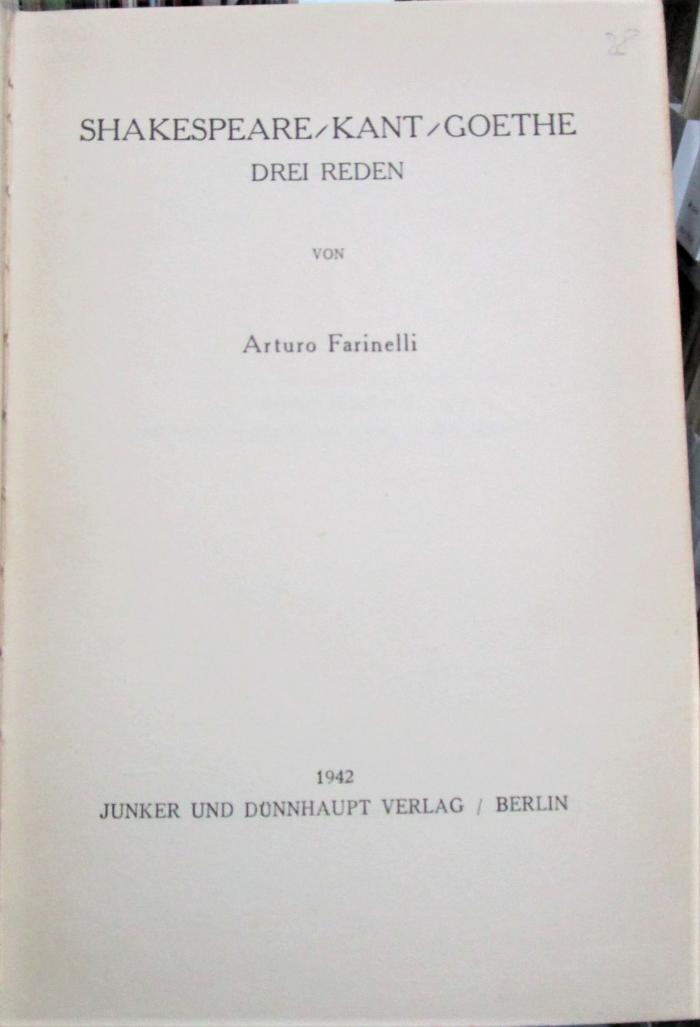 SHAKESPEARE/KANT/GOETHE
DREI REDEN
VON
Arturo Farinelli
1942
JUNKER UND DÜNNHAUPT VERLAG / BERLIN